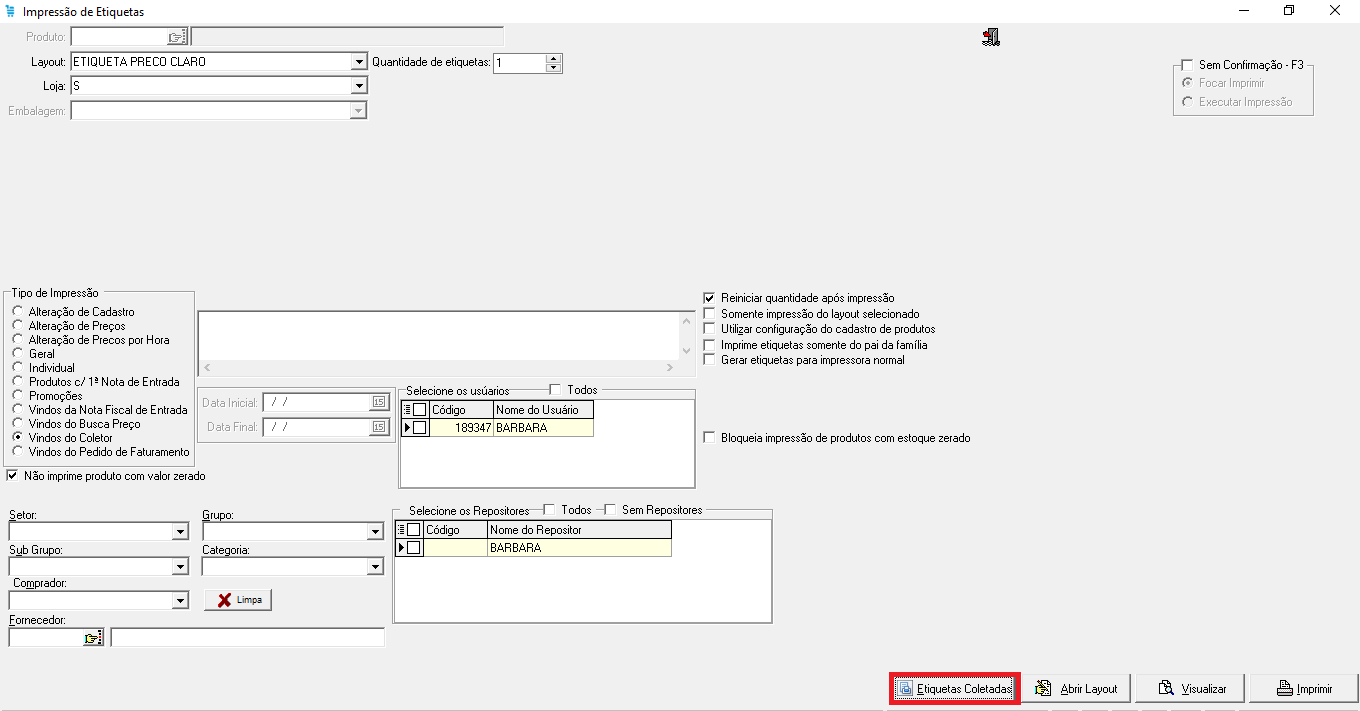 Impressão de Etiquetas
Produto:
Layout: ETIQUETA PRECO CLARO Quantidade de etiquetas: 1
Loja: S
Embalagem:
Sem Confirmação - F3
Focar Imprimir
Executar Impressão
Tipo de Impressão
Alteração de Cadastro
Alteração de Preços
Alteração de Precos por Hora
Geral
Individual
Produtos c/ 1ª Nota de Entrada
Promoções
Vindos da Nota Fiscal de Entrada
Vindos do Busca Preço
Vindos do Coletor
Vindos do Pedido de Faturamento
Não imprime produto com valor zerado
Data Inicial: / / 15
Data Final: / / 15
Selecione os usúarios Todos
Código Nome do Usuário
189347 BARBARA
Reiniciar quantidade após impressão
Somente impressão do layout selecionado
Utilizar configuração do cadastro de produtos
Imprime etiquetas somente do pai da família
Gerar etiquetas para impressora normal
Bloqueia impressão de produtos com estoque zerado
Setor: Grupo:
Sub Grupo: Categoria:
Comprador:
Limpa
Fornecedor:
Selecione os Repositores Todos Sem Repositores
Código Nome do Repositor
BARBARA
Etiquetas Coletadas Abrir Layout Visualizar Imprimir